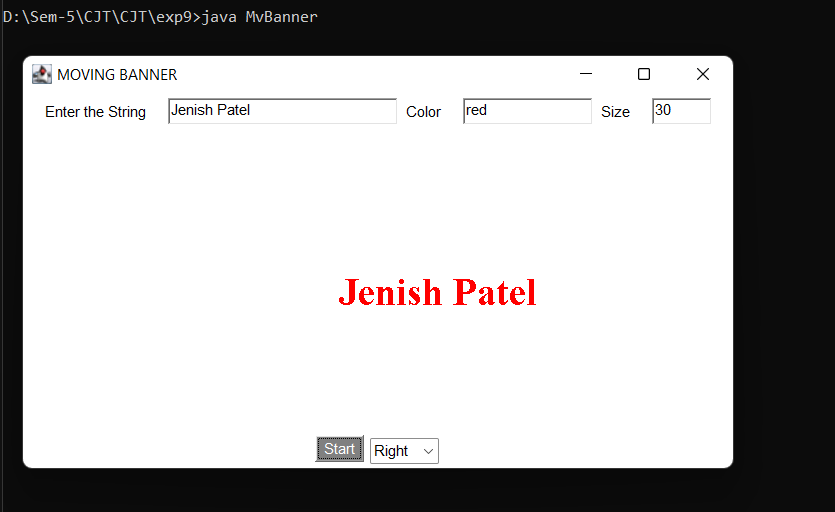 D:\Sem-5\CJT\CJT\exp9>java MvBanner
MOVING BANNER
Enter the String Jenish Patel Color red Size 30
Jenish Patel
Start Right